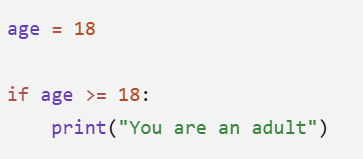 age = 18
if age >= 18:
    print("You are an adult")